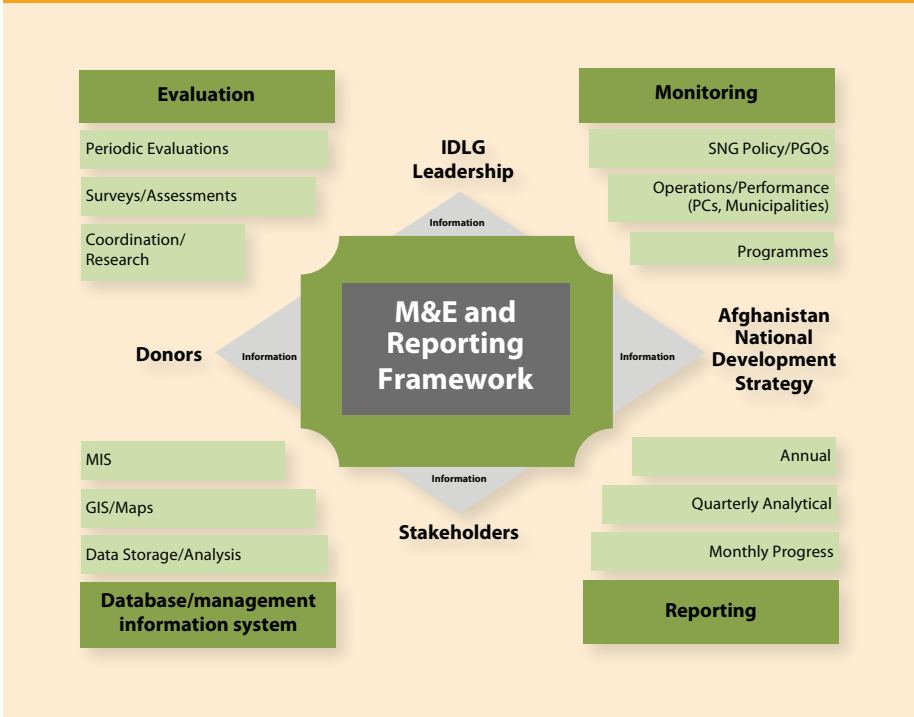 Evaluation
Periodic Evaluations
Surveys/Assessments
Coordination/
Research
IDLG
Leadership
Information
Monitoring
SNG Policy/PGOs
Operations/Performance
(PCs, Municipalities)
Programmes
Donors
Information
M&E and
Reporting
Framework
Information
Afghanistan
National
Development
Strategy
Information
Stakeholders
MIS
GIS/Maps
Data Storage/Analysis
Database/management
information system
Annual
Quarterly Analytical
Monthly Progress
Reporting